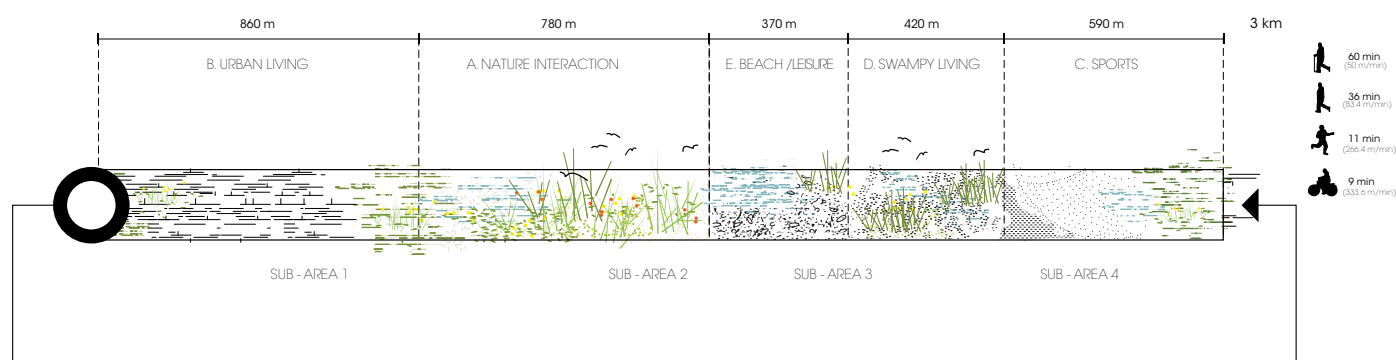 860 m
780 m
370 m
420 m
590 m
3 km
B. URBAN LIVING
A. NATURE INTERACTION
E. BEACH /LEISURE
D. SWAMPY LIVING
C. SPORTS
60 min
(50 m/min)
36 min
(83.4 m/min)
11 min
(266.4 m/min)
9 min
(333.6 m/min)
SUB - AREA 1
SUB - AREA 2
SUB - AREA 3
SUB - AREA 4